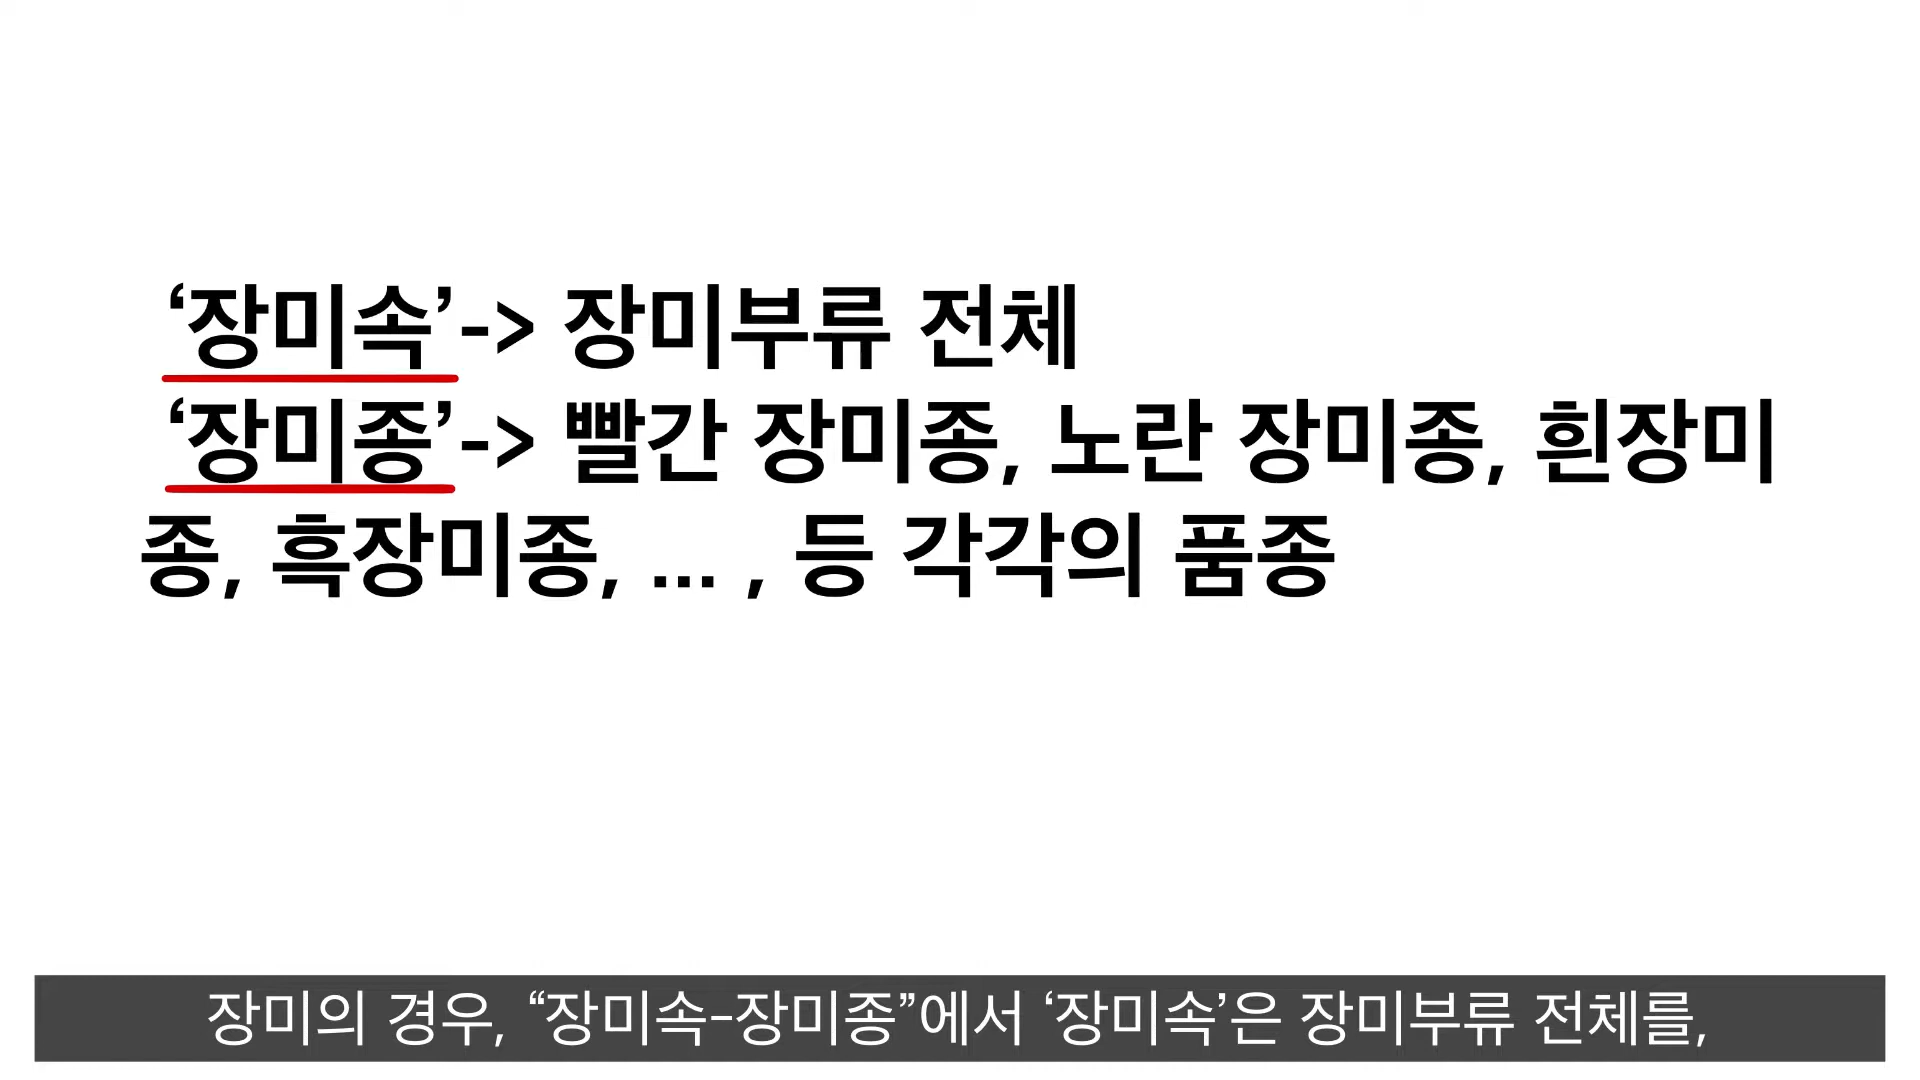 ‘장미속’-> 장미부류 전체
‘장미종’-> 빨간 장미종, 노란 장미종, 흰장미
종, 흑장미종, ... , 등 각각의 품종
장미의 경우, “장미속-장미종”에서 ‘장미속’은 장미부류 전체를,